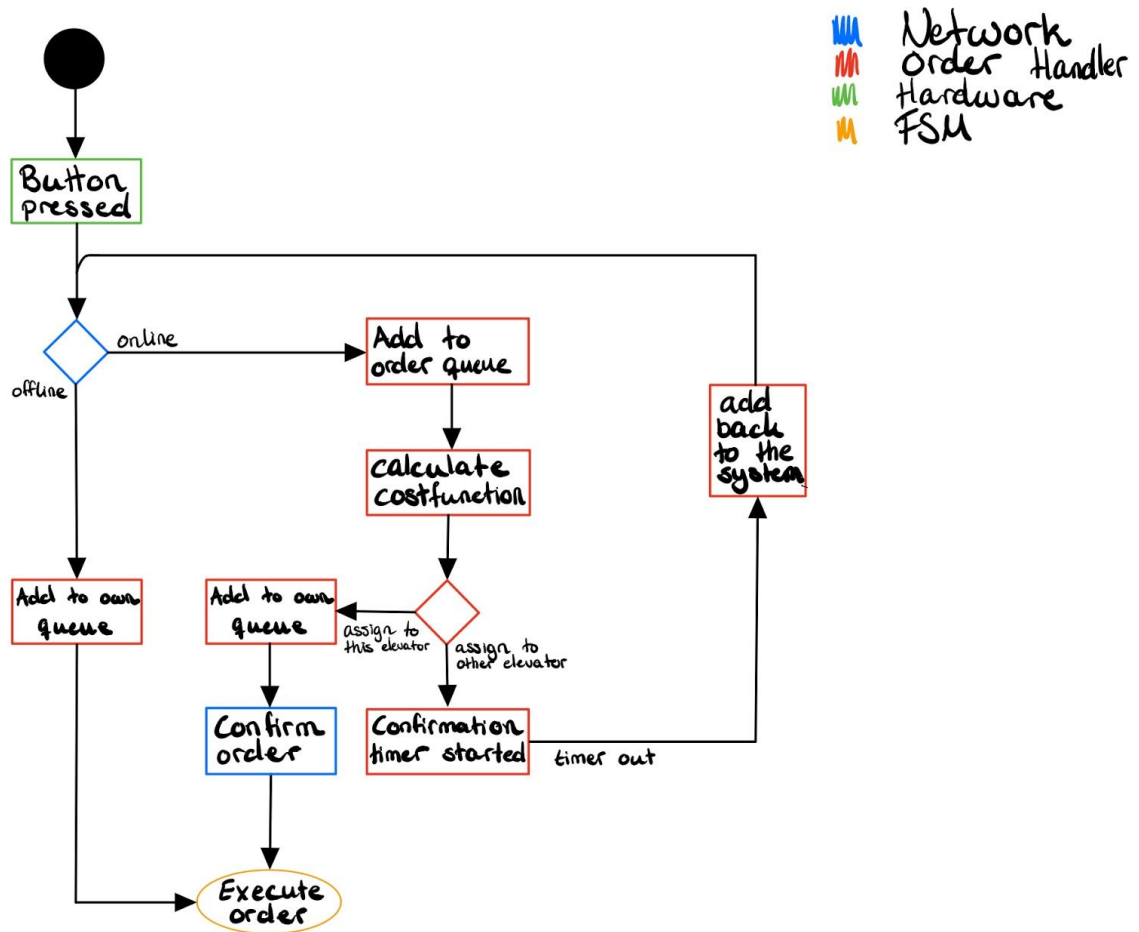 Network
Order Handler
Hardware
FSM
Button
pressed
online
offline
Add to
order queue
calculate
costfunction
add
back
to the
system
Add to own
queue
Add to own
queue
assign to
this elevator
assign to
other elevator
Confirm
order
Confirmation
timer started
timer out
Execute
order